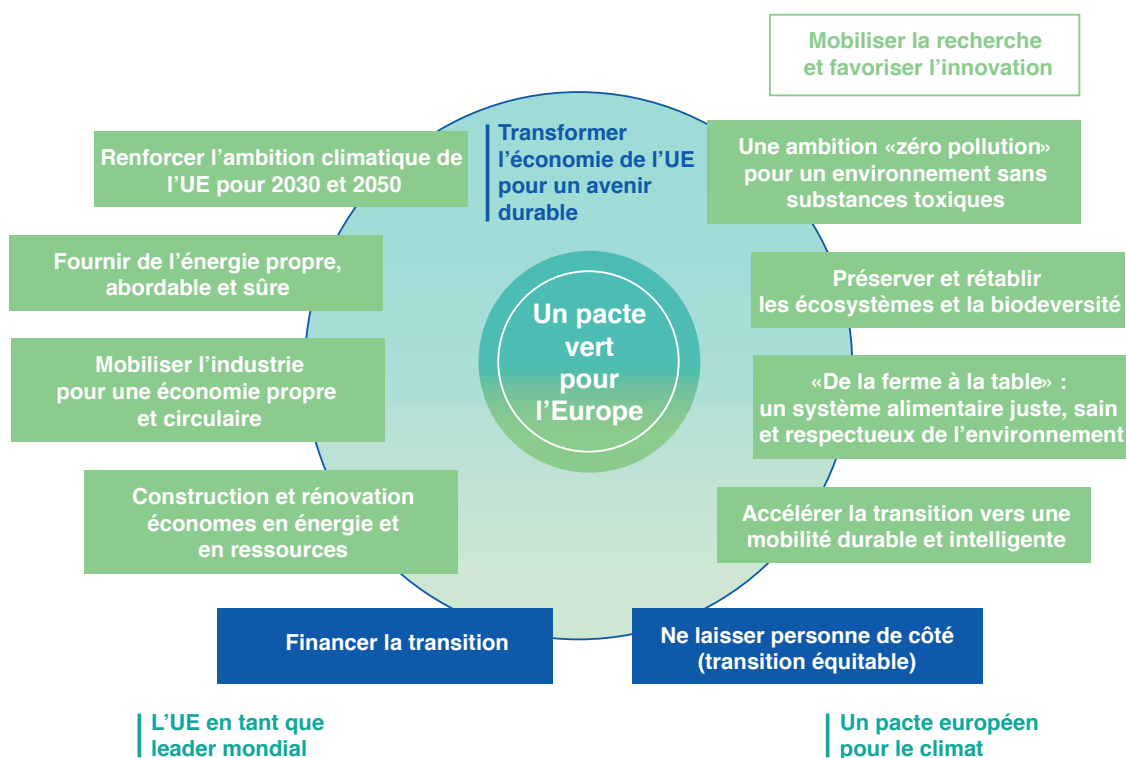 Mobiliser la recherche
et favoriser l’innovation
Transformer
l’économie de l’UE
pour un avenir
durable
Renforcer l’ambition climatique de
l’UE pour 2030 et 2050
Une ambition «zéro pollution»
pour un environnement sans
substances toxiques
Fournir de l’énergie propre,
abordable et sûre
Préserver et rétablir
les écosystèmes et la biodeversité
Un pacte
vert
pour
l’Europe
Mobiliser l’industrie
pour une économie propre
et circulaire
«De la ferme à la table» :
un système alimentaire juste, sain
et respectueux de l’environnement
Construction et rénovation
économes en énergie et
en ressources
Accélérer la transition vers une
mobilité durable et intelligente
Financer la transition
Ne laisser personne de côté
(transition équitable)
L’UE en tant que
leader mondial
Un pacte européen
pour le climat